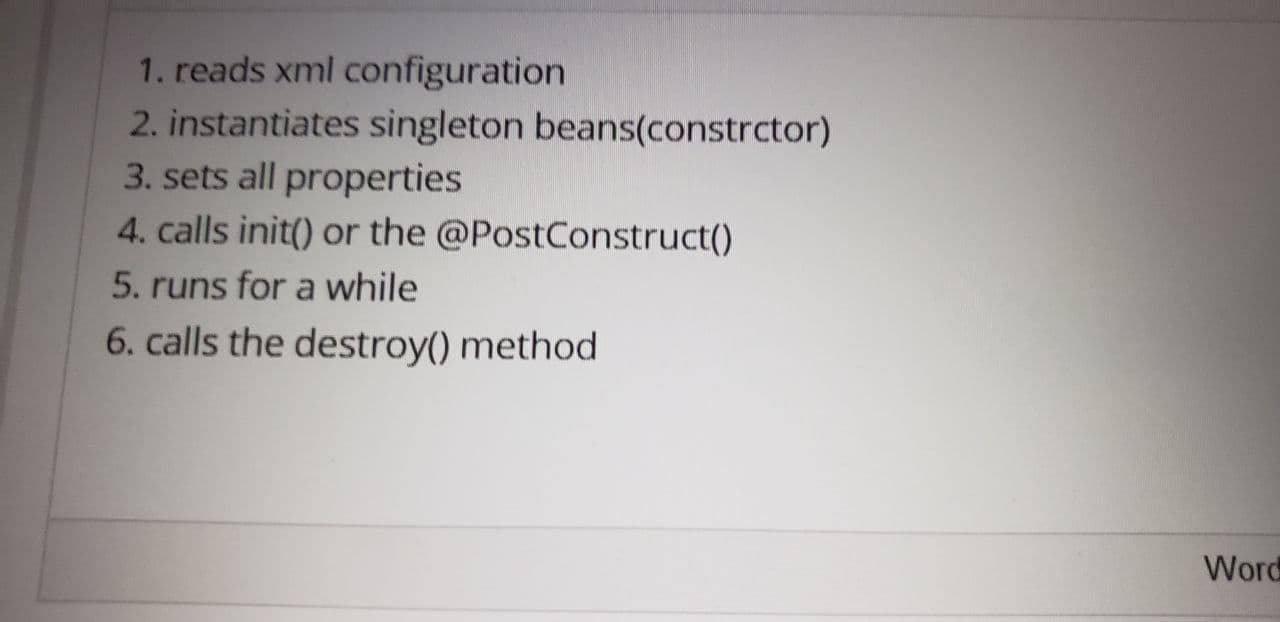 1. reads xml configuration
2. instantiates singleton beans(constrctor)
3. sets all properties
4. calls init() or the @PostConstruct()
5. runs for a while
6. calls the destroy() method
Word